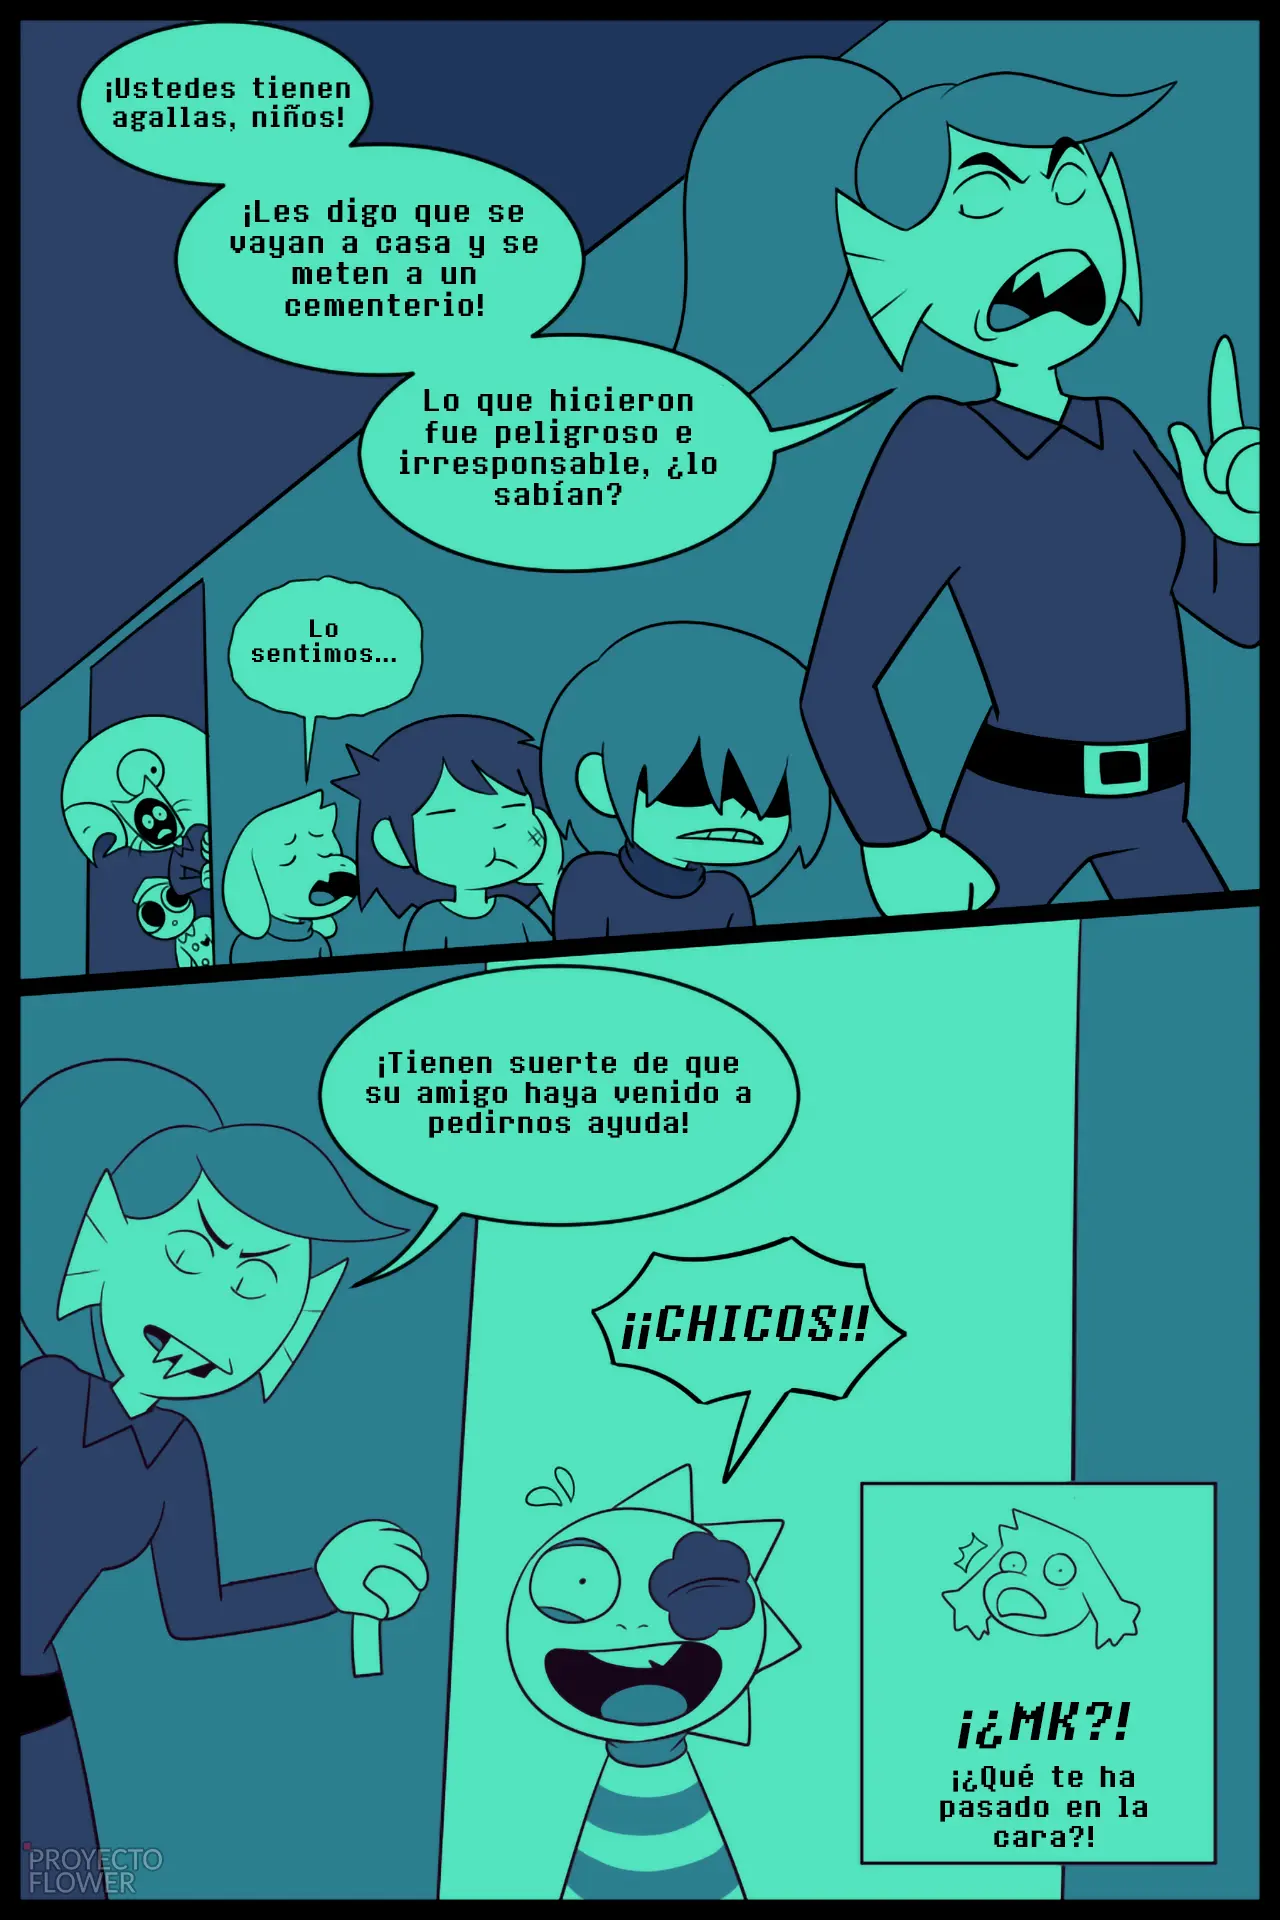 ¡Ustedes tienen
agallas, niños!
¡Les digo que se
vayan a casa y se
meten a un
cementerio!
Lo que hicieron
fue peligroso e
irresponsable, ¿lo
sabían?
Lo
sentimos...
¡Tienen suerte de que
su amigo haya venido a
pedirnos ayuda!
¡¡CHICOS!!
¡¿MK?!
¡¿Qué te ha
pasado en la
cara?!
PROYECTO
FLOWER